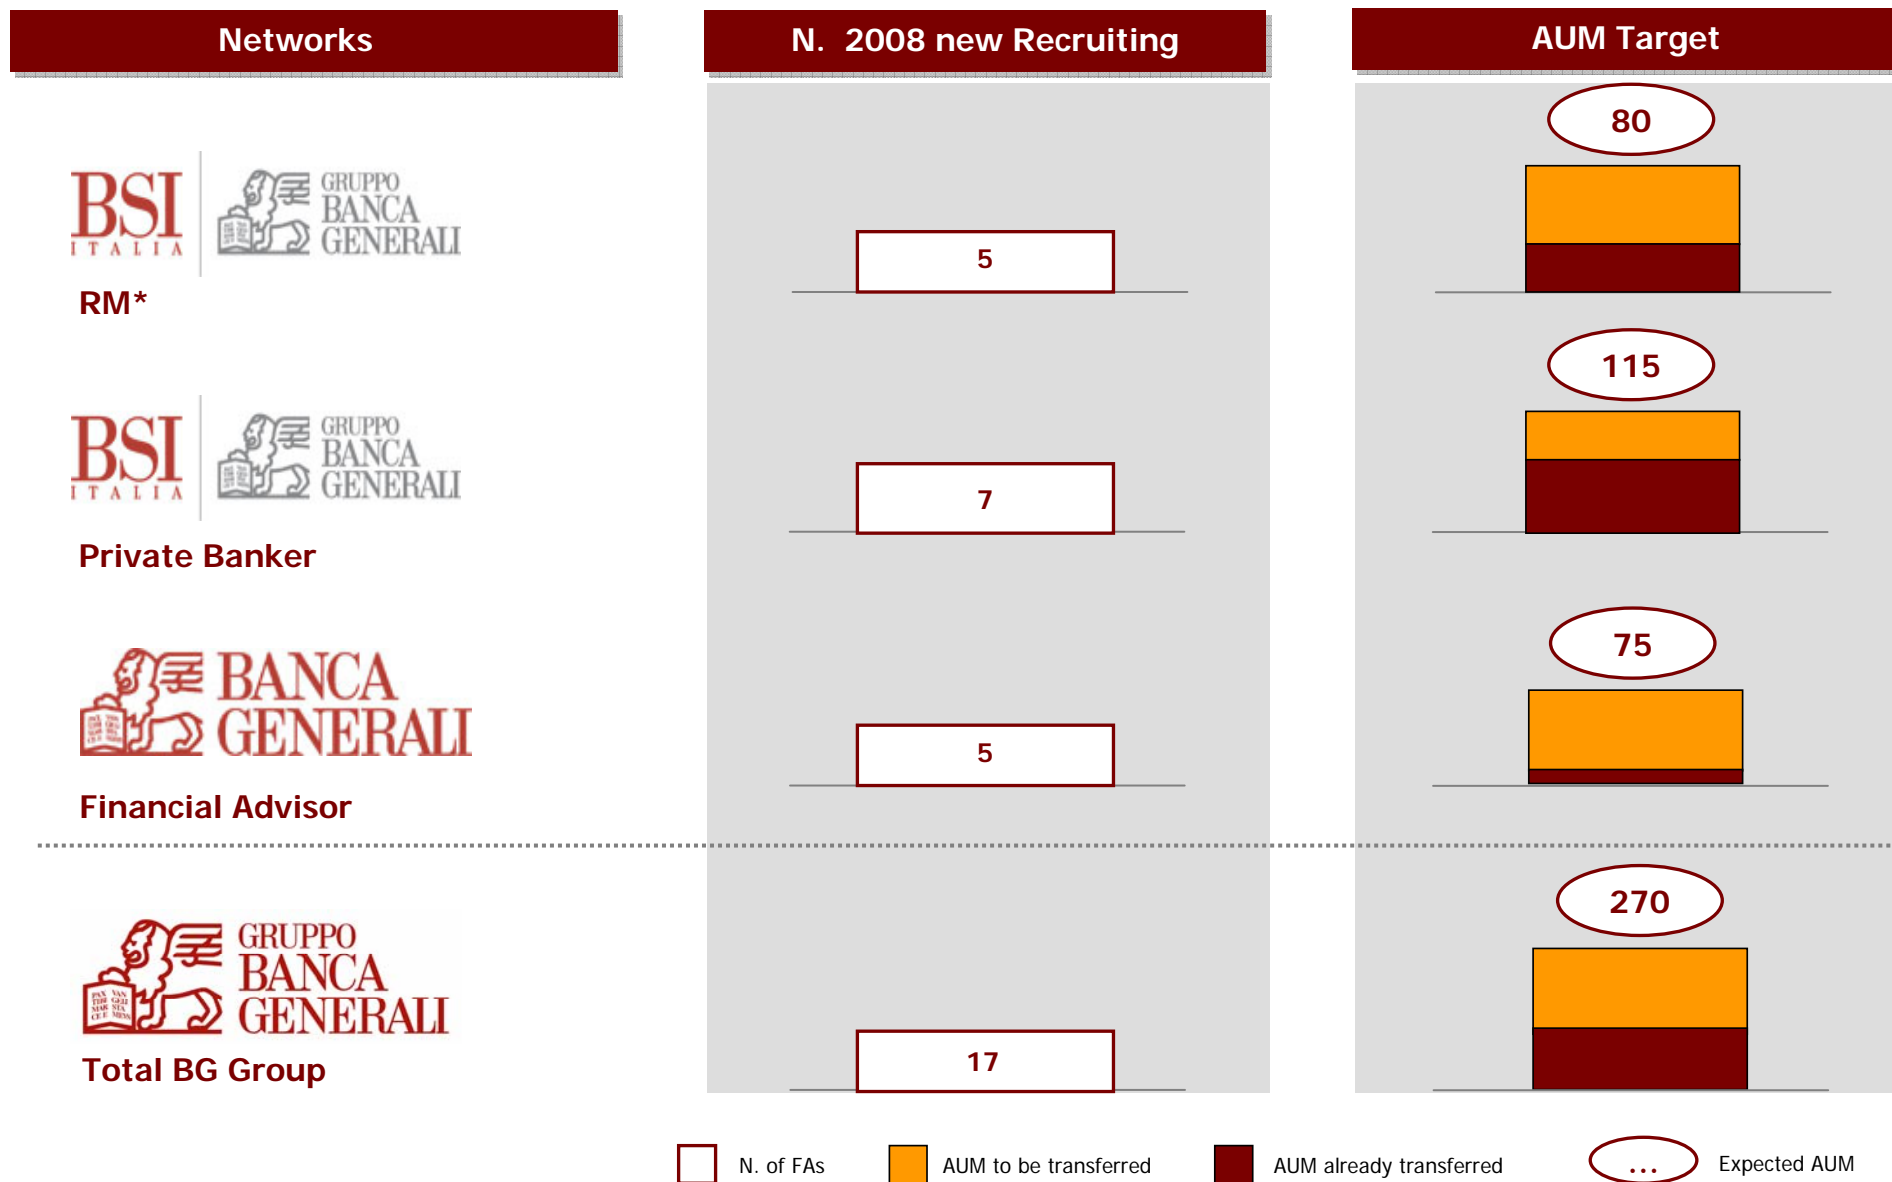 Networks
N. 2008 new Recruiting
AUM Target
BSI
ITALIA
GRUPPO
BANCA
GENERALI
RM*
5
80
BSI
ITALIA
GRUPPO
BANCA
GENERALI
Private Banker
7
115
BANCA
GENERALI
Financial Advisor
5
75
GRUPPO
BANCA
GENERALI
Total BG Group
17
270
N. of FAs
AUM to be transferred
AUM already transferred
...
Expected AUM